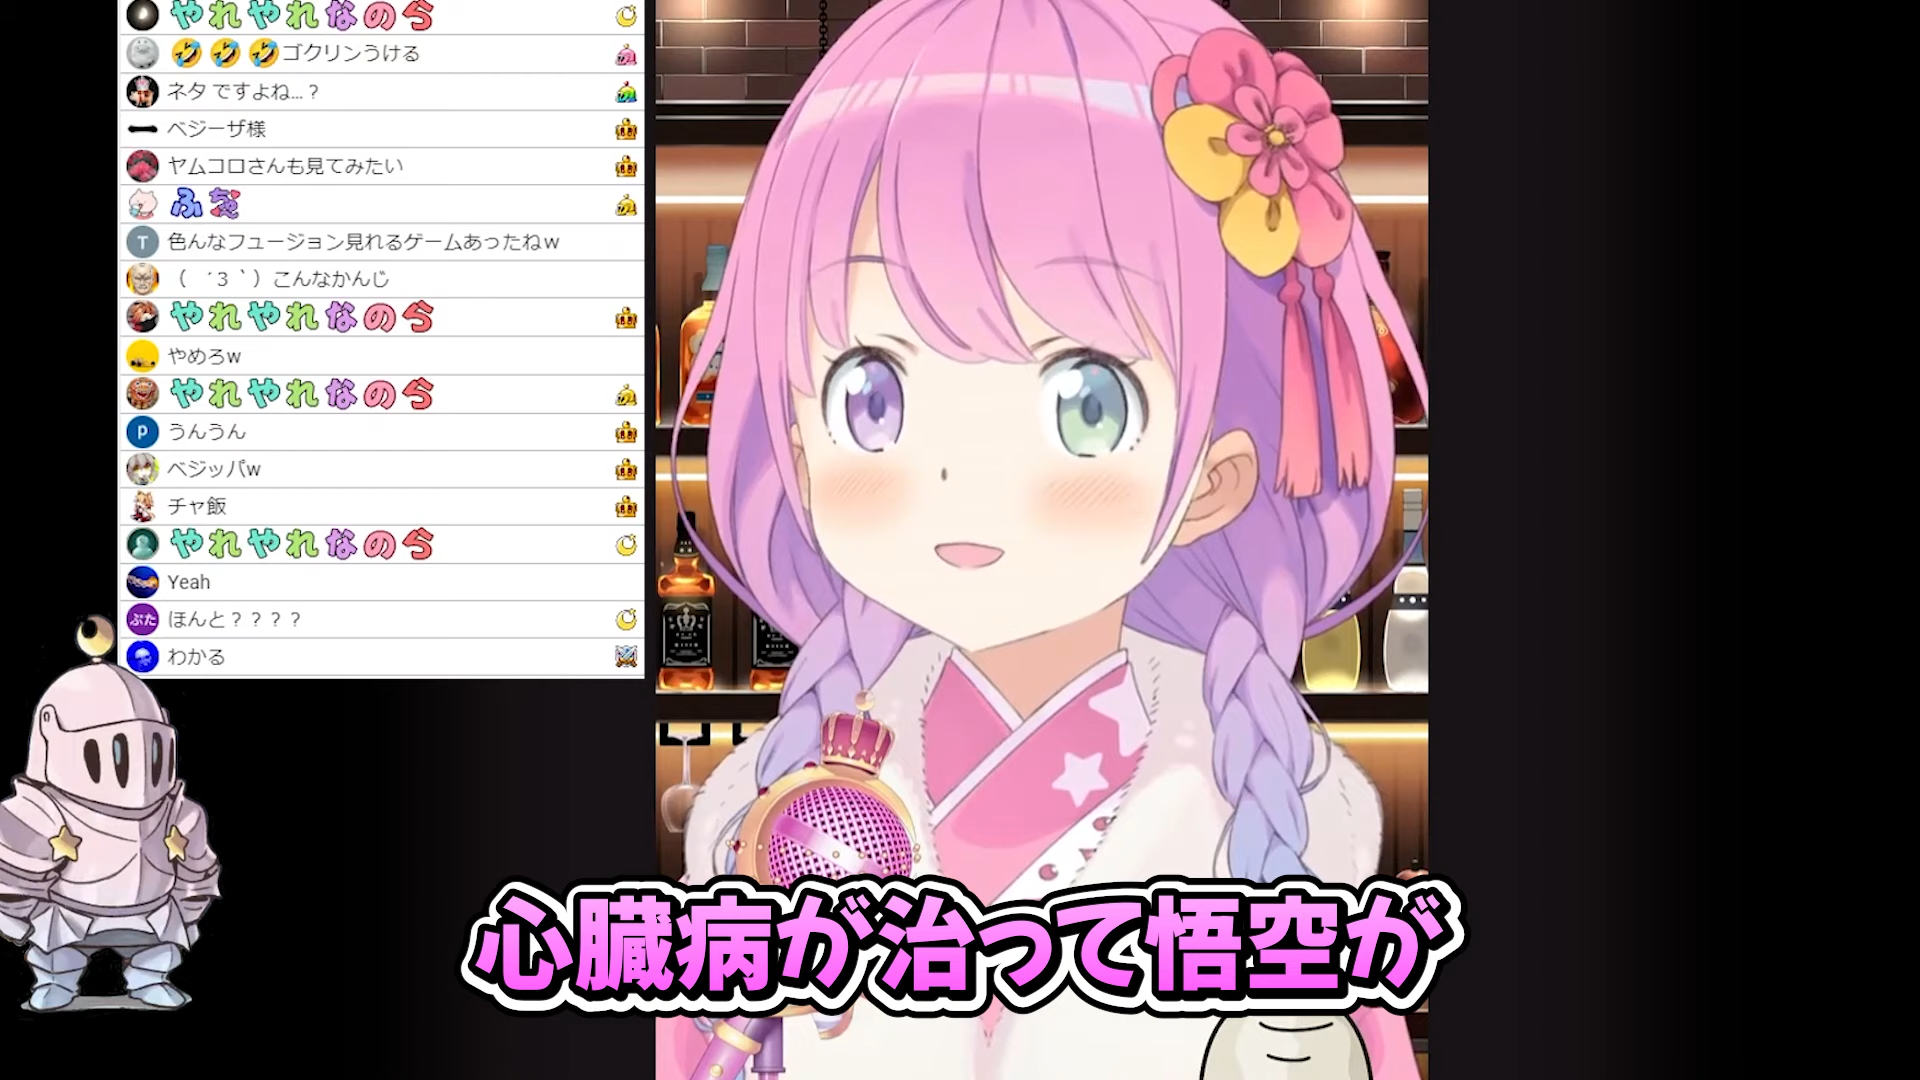 やれやれなのら
🤣🤣🤣ゴクリンうける
ネタ ですよね…？
ベジーザ様
ヤムコロさんも見てみたい
ふぅ
色んなフュージョン見れるゲームあったねｗ
（　´３｀）こんなかんじ
やれやれなのら
やめろw
やれやれなのら
P うんうん
ベジッパw
チャ飯
やれやれなのら
Yeah
ぷた ほんと？？？？
わかる
心臓病が治って悟空が